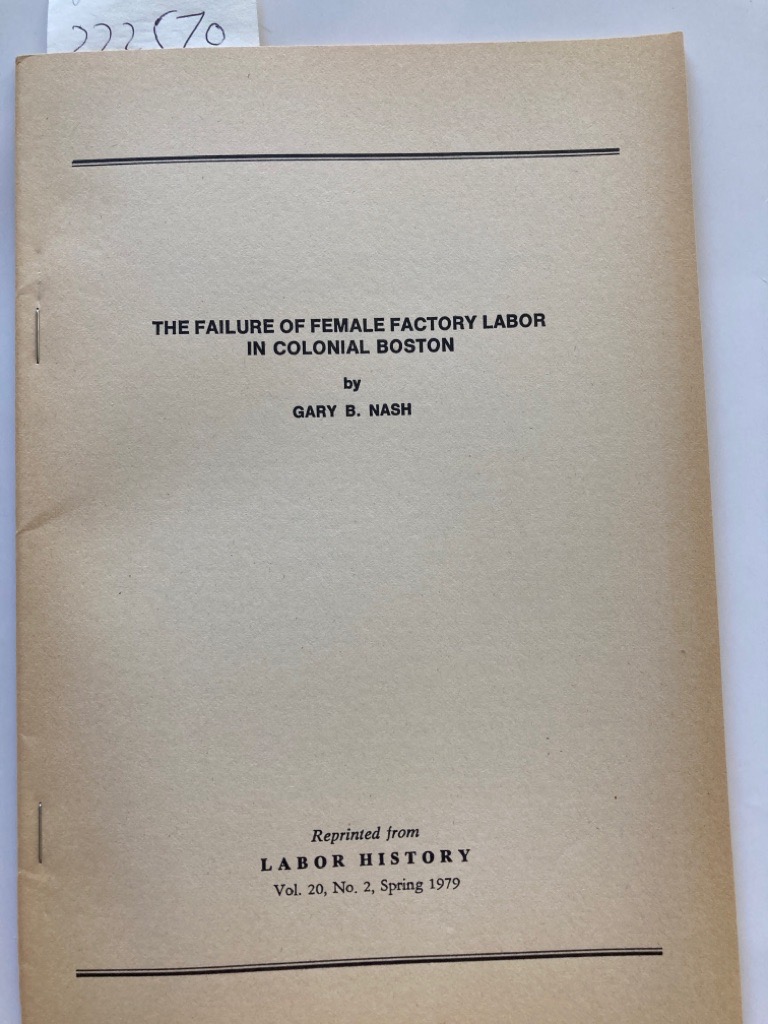 222570
THE FAILURE OF FEMALE FACTORY LABOR
IN COLONIAL BOSTON
by
GARY B. NASH
Reprinted from
LABOR HISTORY
Vol. 20, No. 2, Spring 1979